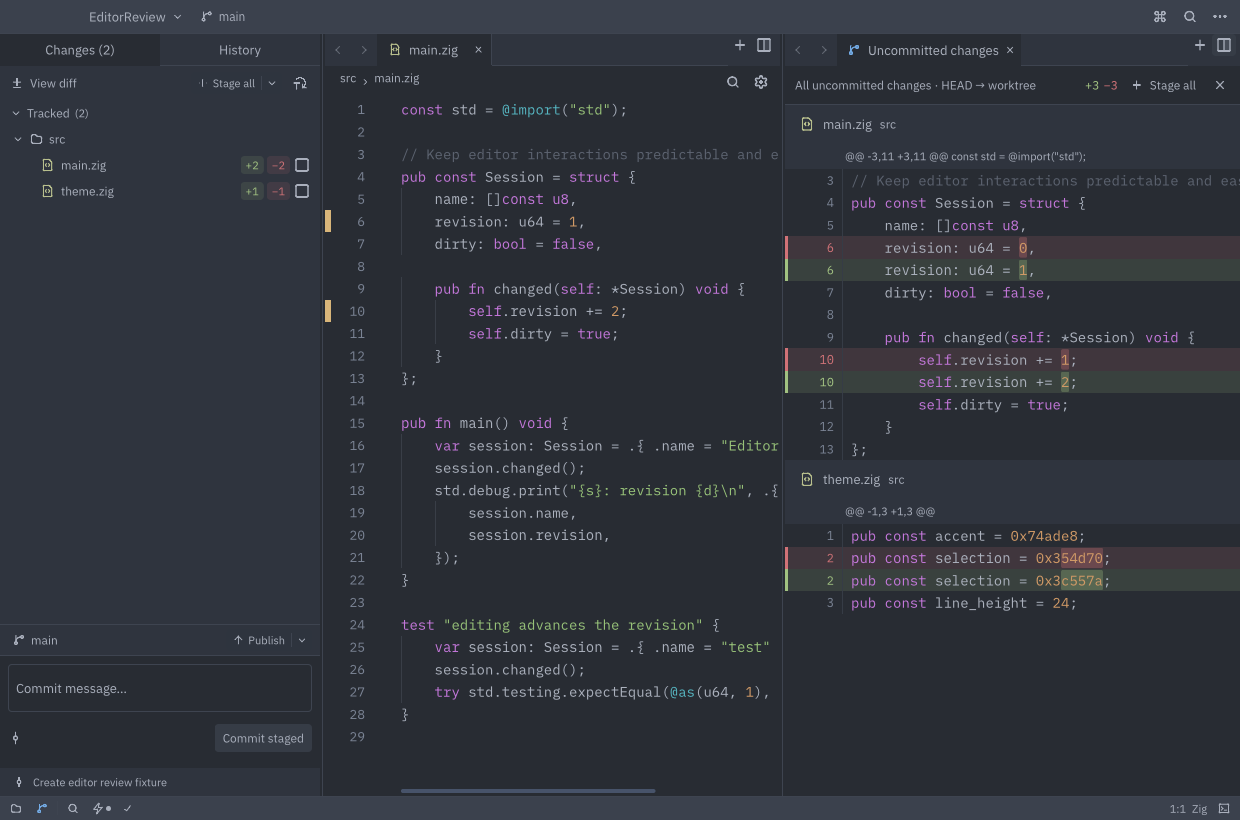 EditorReview main
Changes (2) History
View diff Stage all
Tracked (2)
src
main.zig +2 −2
theme.zig +1 −1
main Publish
Commit message...
Commit staged
Create editor review fixture
main.zig ×
src › main.zig
1 const std = @import("std");
2
3 // Keep editor interactions predictable and e
4 pub const Session = struct {
5 name: []const u8,
6 revision: u64 = 1,
7 dirty: bool = false,
8
9 pub fn changed(self: *Session) void {
10 self.revision += 2;
11 self.dirty = true;
12 }
13 };
14
15 pub fn main() void {
16 var session: Session = .{ .name = "Editor
17 session.changed();
18 std.debug.print("{s}: revision {d}\n", .{
19 session.name,
20 session.revision,
21 });
22 }
23
24 test "editing advances the revision" {
25 var session: Session = .{ .name = "test"
26 session.changed();
27 try std.testing.expectEqual(@as(u64, 1),
28 }
29
Uncommitted changes ×
All uncommitted changes · HEAD → worktree +3 −3 + Stage all ×
main.zig src
@@ -3,11 +3,11 @@ const std = @import("std");
3 // Keep editor interactions predictable and eas
4 pub const Session = struct {
5 name: []const u8,
6 revision: u64 = 0,
6 revision: u64 = 1,
7 dirty: bool = false,
8
9 pub fn changed(self: *Session) void {
10 self.revision += 1;
10 self.revision += 2;
11 self.dirty = true;
12 }
13 };
theme.zig src
@@ -1,3 +1,3 @@
1 pub const accent = 0x74ade8;
2 pub const selection = 0x354d70;
2 pub const selection = 0x3c557a;
3 pub const line_height = 24;
1:1 Zig